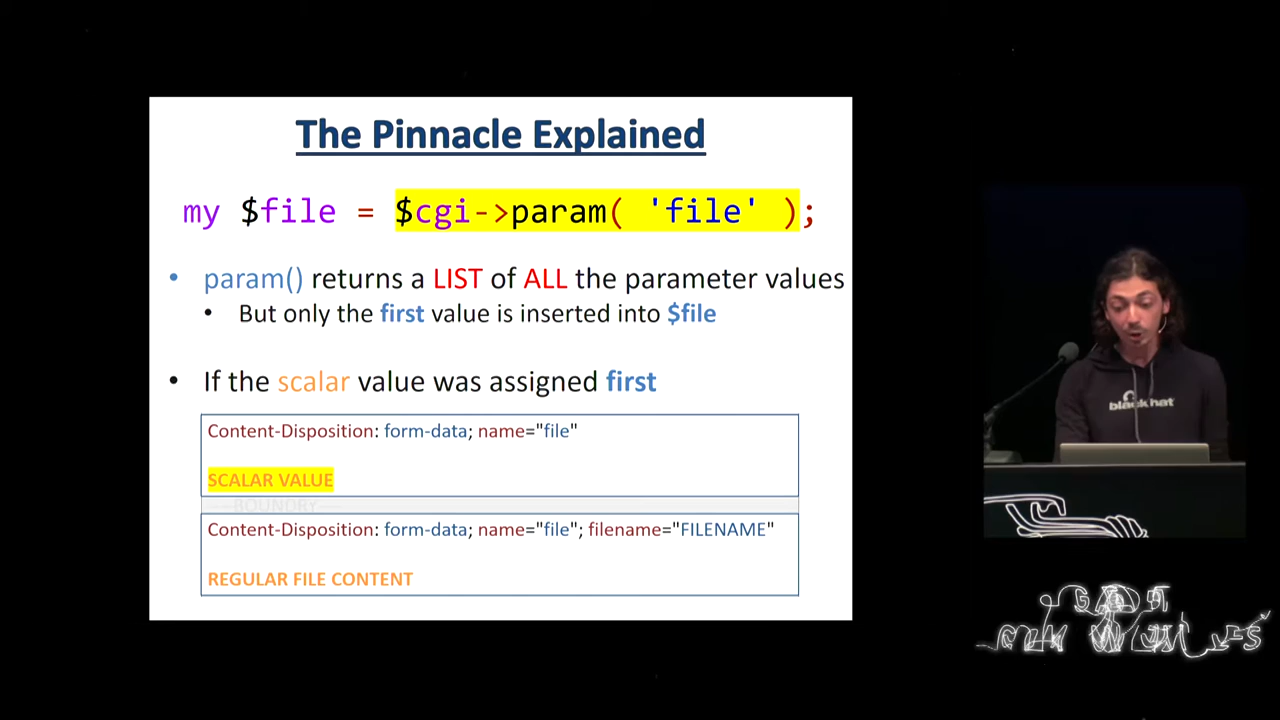 The Pinnacle Explained
my $file = $cgi->param( 'file' );
• param() returns a LIST of ALL the parameter values
• But only the first value is inserted into $file
• If the scalar value was assigned first
Content-Disposition: form-data; name="file"
SCALAR VALUE
---BOUNDRY---
Content-Disposition: form-data; name="file"; filename="FILENAME"
REGULAR FILE CONTENT
black hat